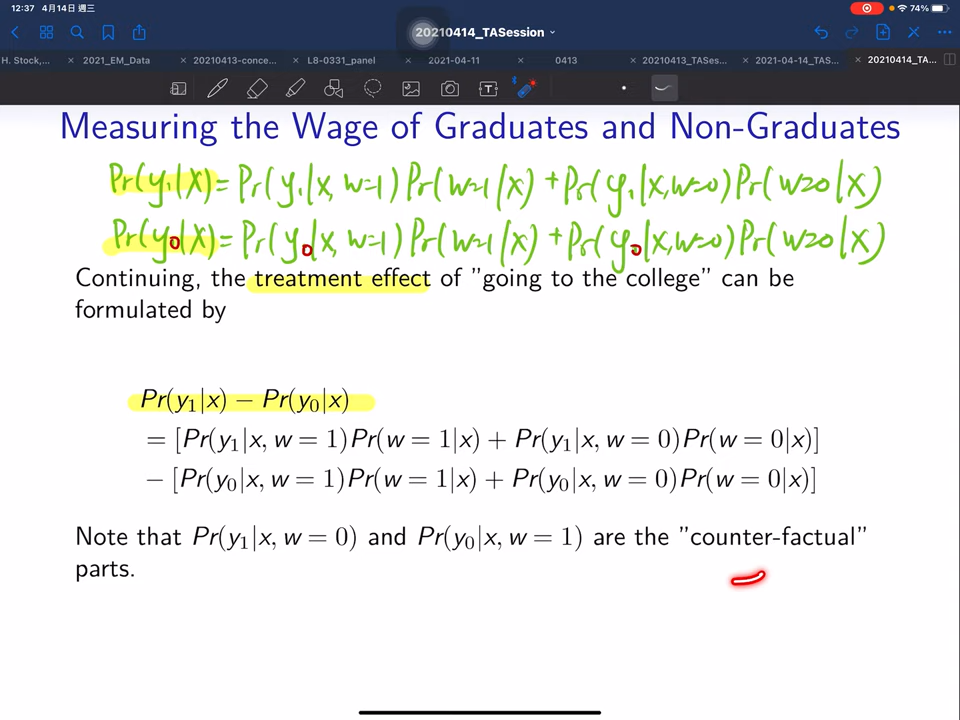 12:37 4月14日 週三
74%
20210414_TASession
H. Stock,...
2021_EM_Data
20210413-conce...
L8-0331_panel
2021-04-11
0413
20210413_TASes...
2021-04-14_TAS...
20210414_TA...
Measuring the Wage of Graduates and Non-Graduates
Pr(y₁|x) = Pr(y₁|x, w=1) Pr(w=1|x) + Pr(y₁|x, w=0) Pr(w=0|x)
Pr(y₀|x) = Pr(y₀|x, w=1) Pr(w=1|x) + Pr(y₀|x, w=0) Pr(w=0|x)
Continuing, the treatment effect of "going to the college" can be
formulated by
Pr(y₁|x) − Pr(y₀|x)
= [Pr(y₁|x, w = 1)Pr(w = 1|x) + Pr(y₁|x, w = 0)Pr(w = 0|x)]
− [Pr(y₀|x, w = 1)Pr(w = 1|x) + Pr(y₀|x, w = 0)Pr(w = 0|x)]
Note that Pr(y₁|x, w = 0) and Pr(y₀|x, w = 1) are the "counter-factual"
parts.